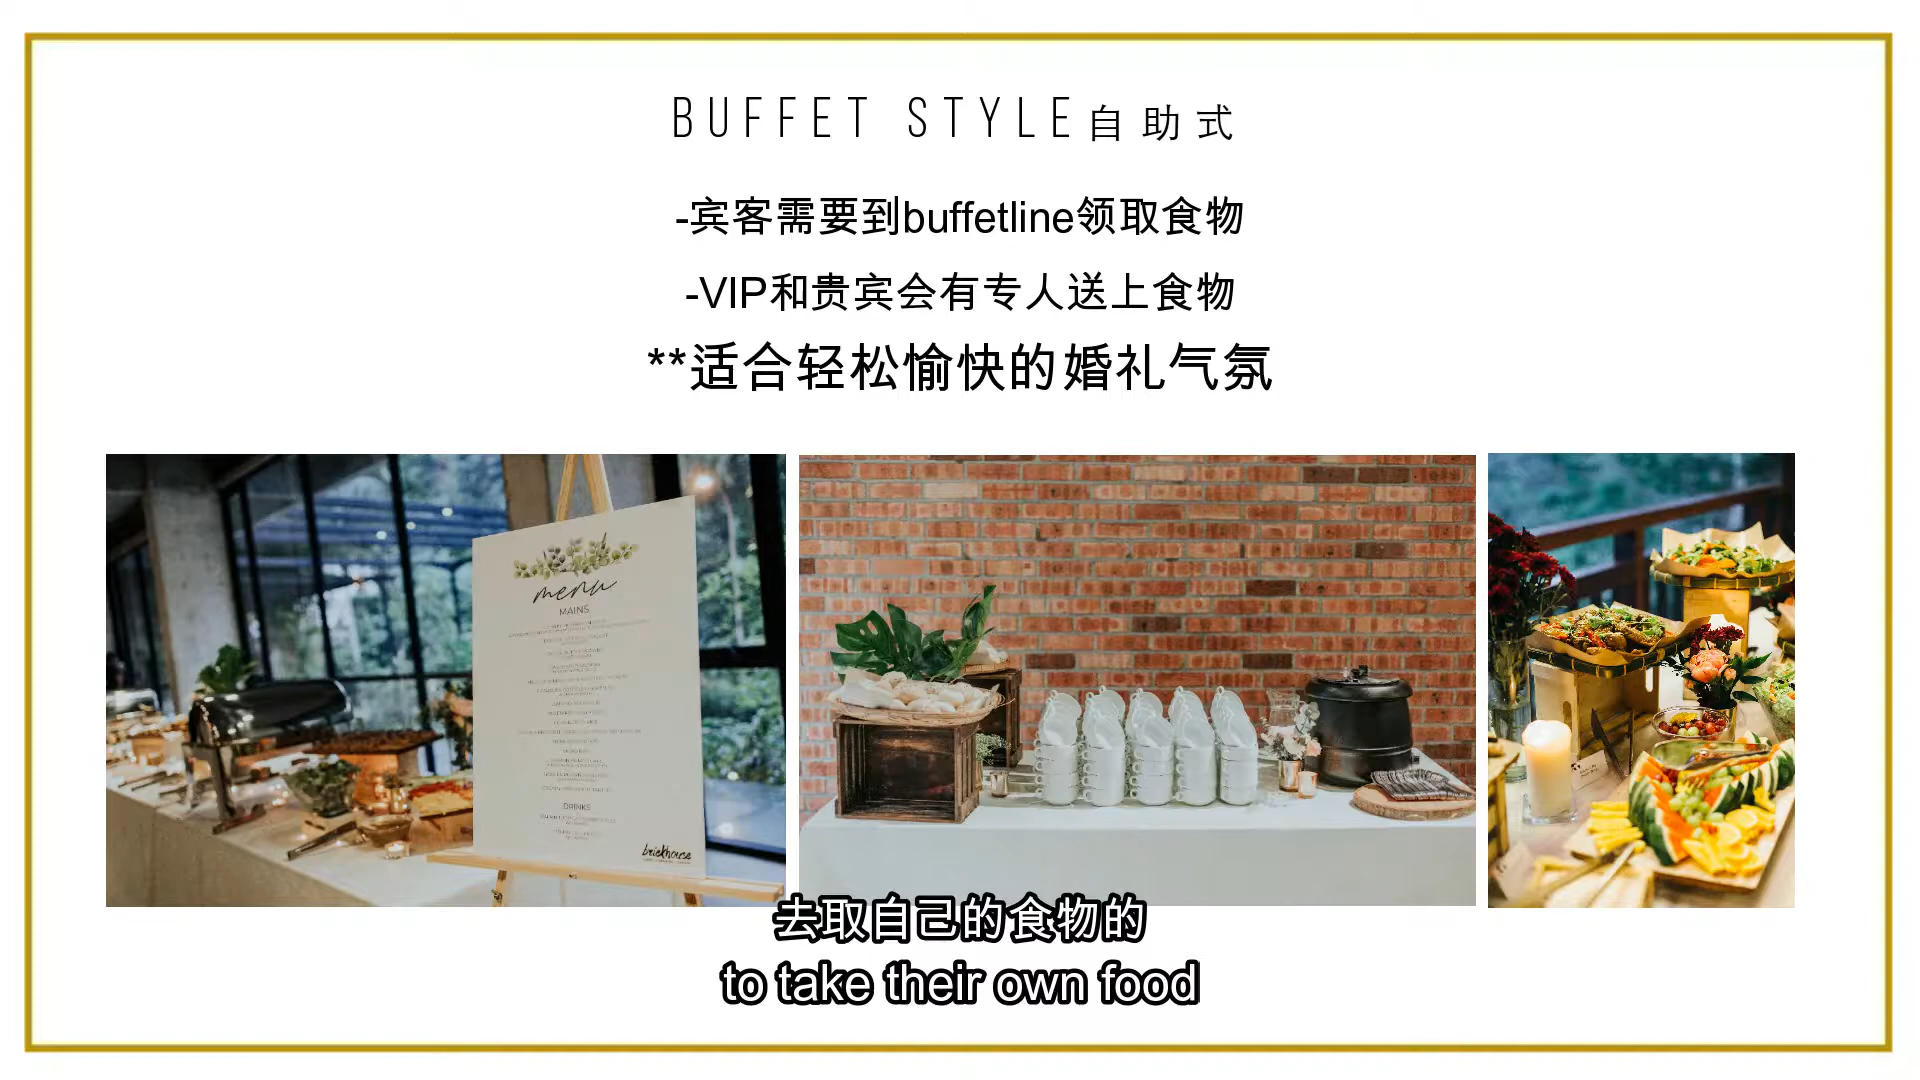 BUFFET STYLE自助式
-宾客需要到buffetline领取食物
-VIP和贵宾会有专人送上食物
**适合轻松愉快的婚礼气氛
menu
MAINS
DRINKS
brickhouse
去取自己的食物的
to take their own food